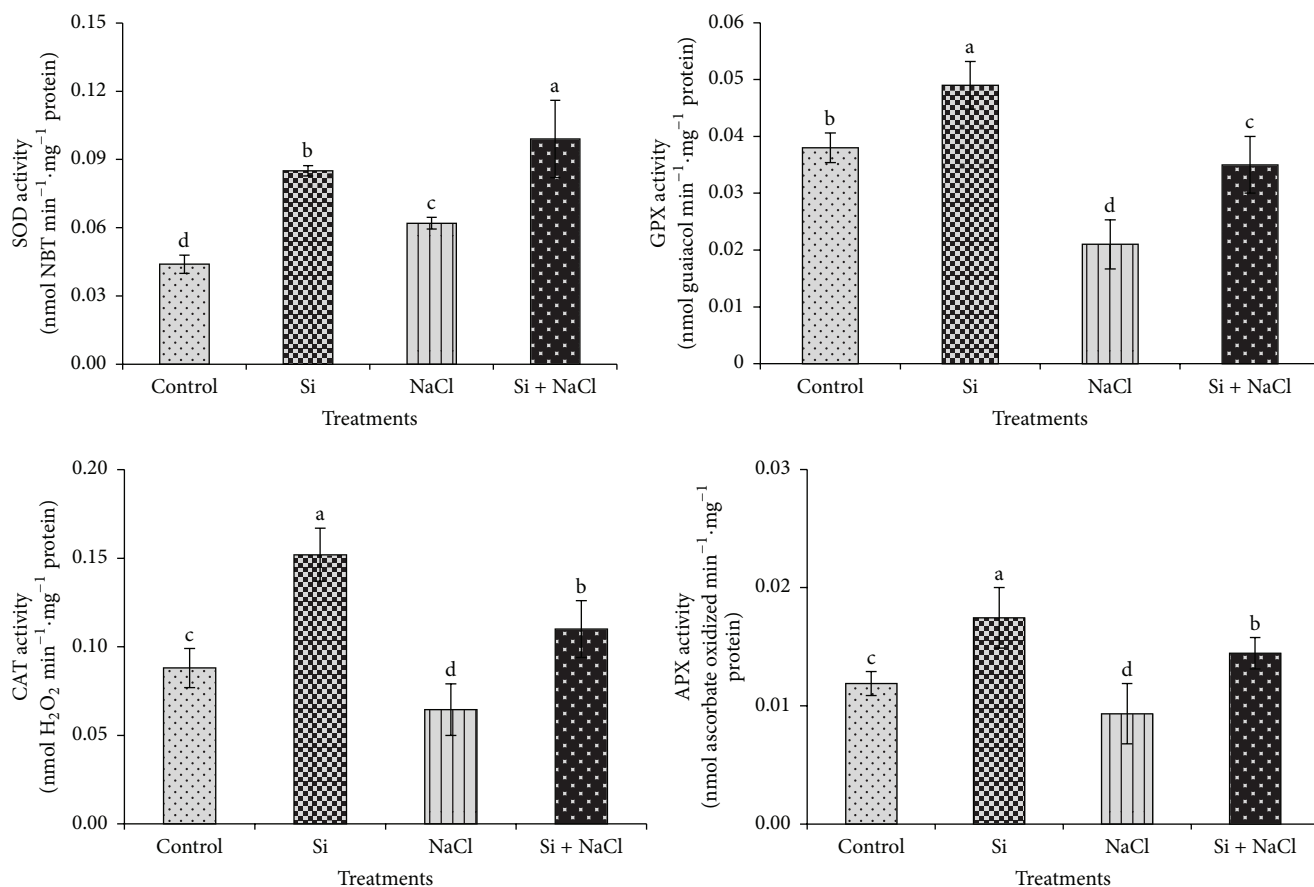 SOD activity
(nmol NBT min⁻¹·mg⁻¹ protein)
0.15
0.12
0.09
0.06
0.03
0.00
d
b
c
a
Control
Si
NaCl
Si + NaCl
Treatments
GPX activity
(nmol guaiacol min⁻¹·mg⁻¹ protein)
0.06
0.05
0.04
0.03
0.02
0.01
0
b
a
d
c
Control
Si
NaCl
Si + NaCl
Treatments
CAT activity
(nmol H₂O₂ min⁻¹·mg⁻¹ protein)
0.20
0.15
0.10
0.05
0.00
c
a
d
b
Control
Si
NaCl
Si + NaCl
Treatments
APX activity
(nmol ascorbate oxidized min⁻¹·mg⁻¹
protein)
0.03
0.02
0.01
0.00
c
a
d
b
Control
Si
NaCl
Si + NaCl
Treatments